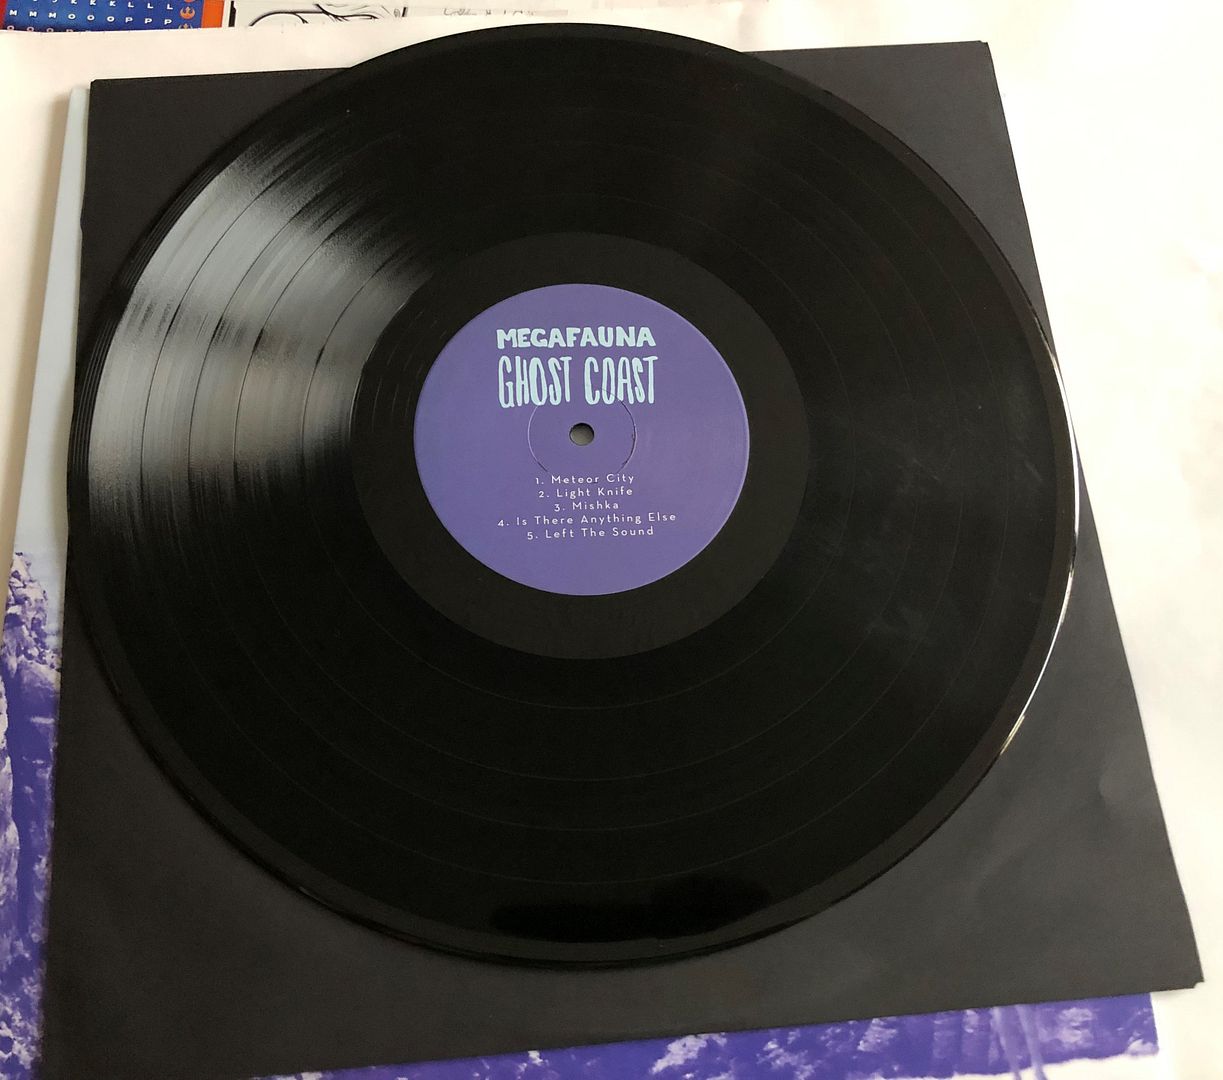 J J K K E L L L
M M M O O P P P
MEGAFAUNA
GHOST COAST
1. Meteor City
2. Light Knife
3. Mishka
4. Is There Anything Else
5. Left The Sound